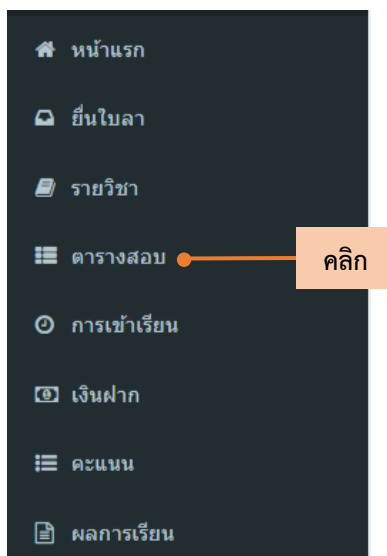 หน้าแรก
ยื่นใบลา
รายวิชา
ตารางสอบ
คลิก
การเข้าเรียน
เงินฝาก
คะแนน
ผลการเรียน